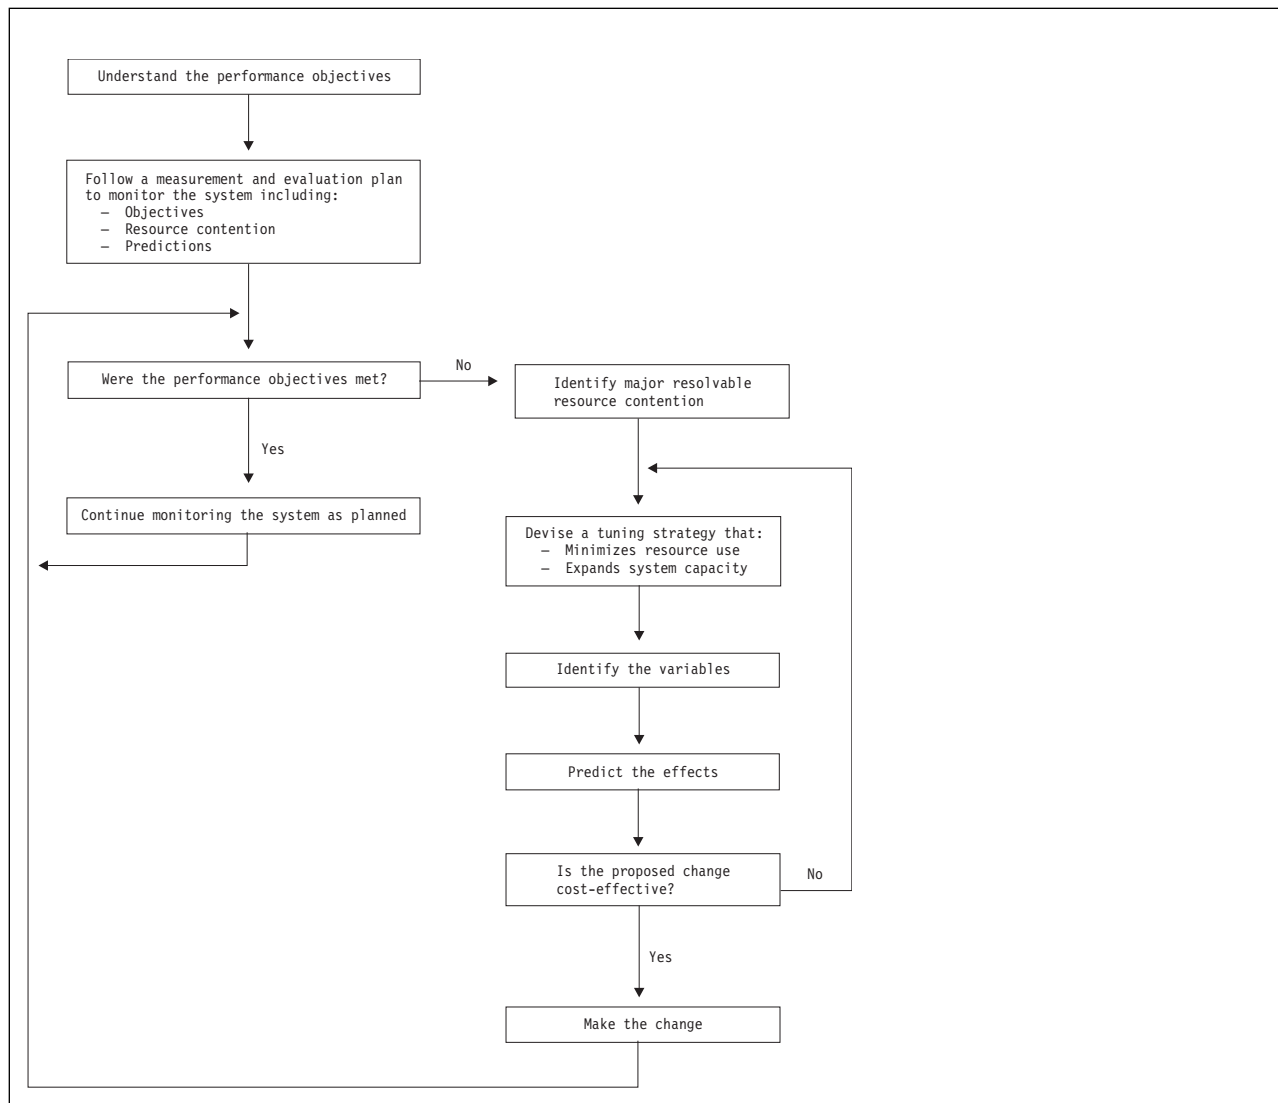 Understand the performance objectives
Follow a measurement and evaluation plan
to monitor the system including:
– Objectives
– Resource contention
– Predictions
Were the performance objectives met?
No
Identify major resolvable
resource contention
Yes
Continue monitoring the system as planned
Devise a tuning strategy that:
– Minimizes resource use
– Expands system capacity
Identify the variables
Predict the effects
Is the proposed change
cost-effective?
No
Yes
Make the change